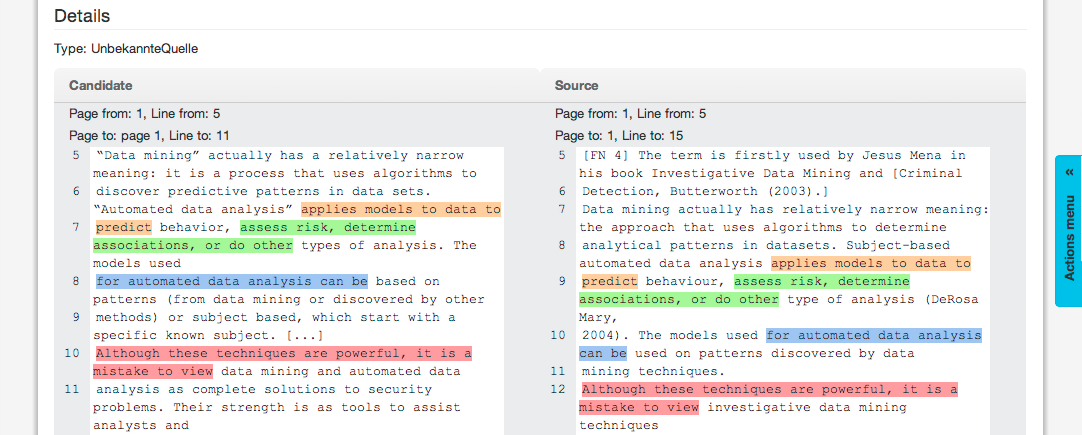 Details
Type: UnbekannteQuelle
Candidate
Page from: 1, Line from: 5
Page to: page 1, Line to: 11
5 “Data mining” actually has a relatively narrow
meaning: it is a process that uses algorithms to
6 discover predictive patterns in data sets.
“Automated data analysis” applies models to data to
7 predict behavior, assess risk, determine
associations, or do other types of analysis. The
models used
8 for automated data analysis can be based on
patterns (from data mining or discovered by other
9 methods) or subject based, which start with a
specific known subject. [...]
10 Although these techniques are powerful, it is a
mistake to view data mining and automated data
11 analysis as complete solutions to security
problems. Their strength is as tools to assist
analysts and
Source
Page from: 1, Line from: 5
Page to: 1, Line to: 15
5 [FN 4] The term is firstly used by Jesus Mena in
his book Investigative Data Mining and [Criminal
6 Detection, Butterworth (2003).]
7 Data mining actually has relatively narrow meaning:
the approach that uses algorithms to determine
8 analytical patterns in datasets. Subject-based
automated data analysis applies models to data to
9 predict behaviour, assess risk, determine
associations, or do other type of analysis (DeRosa
Mary,
10 2004). The models used for automated data analysis
can be used on patterns discovered by data
11 mining techniques.
12 Although these techniques are powerful, it is a
mistake to view investigative data mining
techniques
Actions menu «